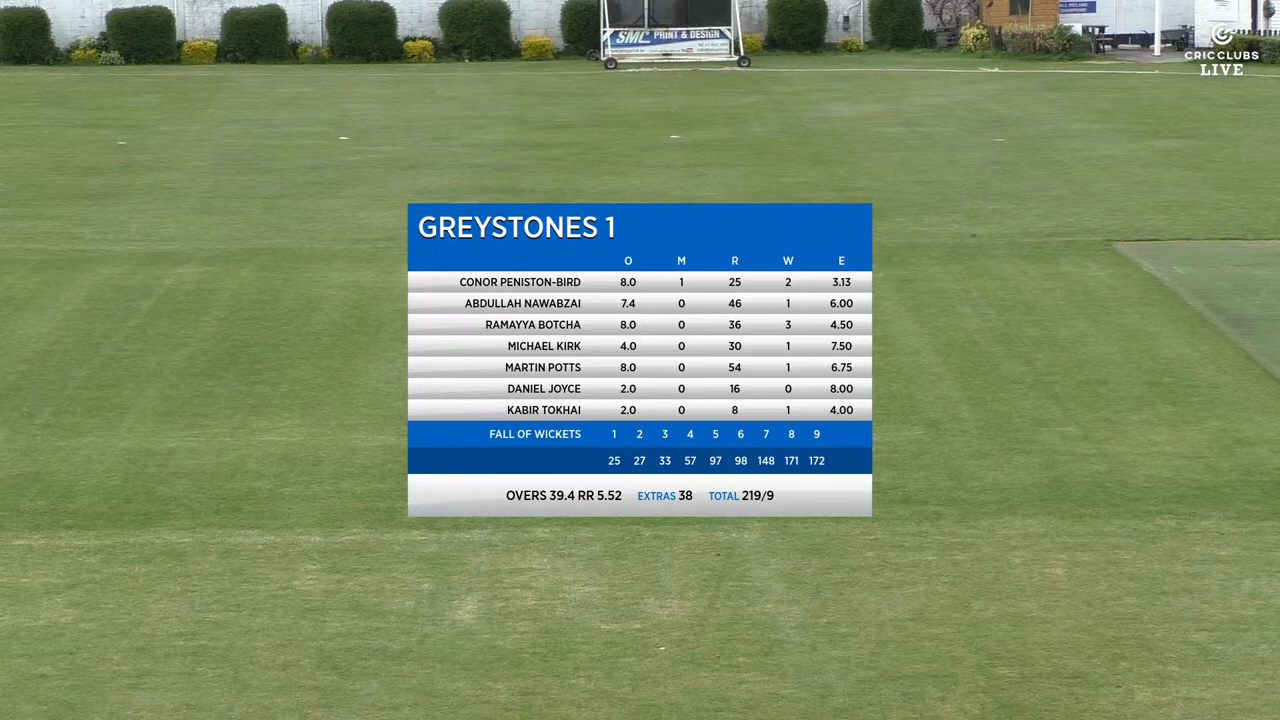 SMC PRINT & DESIGN
ALL IRELAND
CHAMPIONS
CRICCLUBS
LIVE
GREYSTONES 1
O M R W E
CONOR PENISTON-BIRD 8.0 1 25 2 3.13
ABDULLAH NAWABZAI 7.4 0 46 1 6.00
RAMAYYA BOTCHA 8.0 0 36 3 4.50
MICHAEL KIRK 4.0 0 30 1 7.50
MARTIN POTTS 8.0 0 54 1 6.75
DANIEL JOYCE 2.0 0 16 0 8.00
KABIR TOKHAI 2.0 0 8 1 4.00
FALL OF WICKETS 1 2 3 4 5 6 7 8 9
25 27 33 57 97 98 148 171 172
OVERS 39.4 RR 5.52 EXTRAS 38 TOTAL 219/9